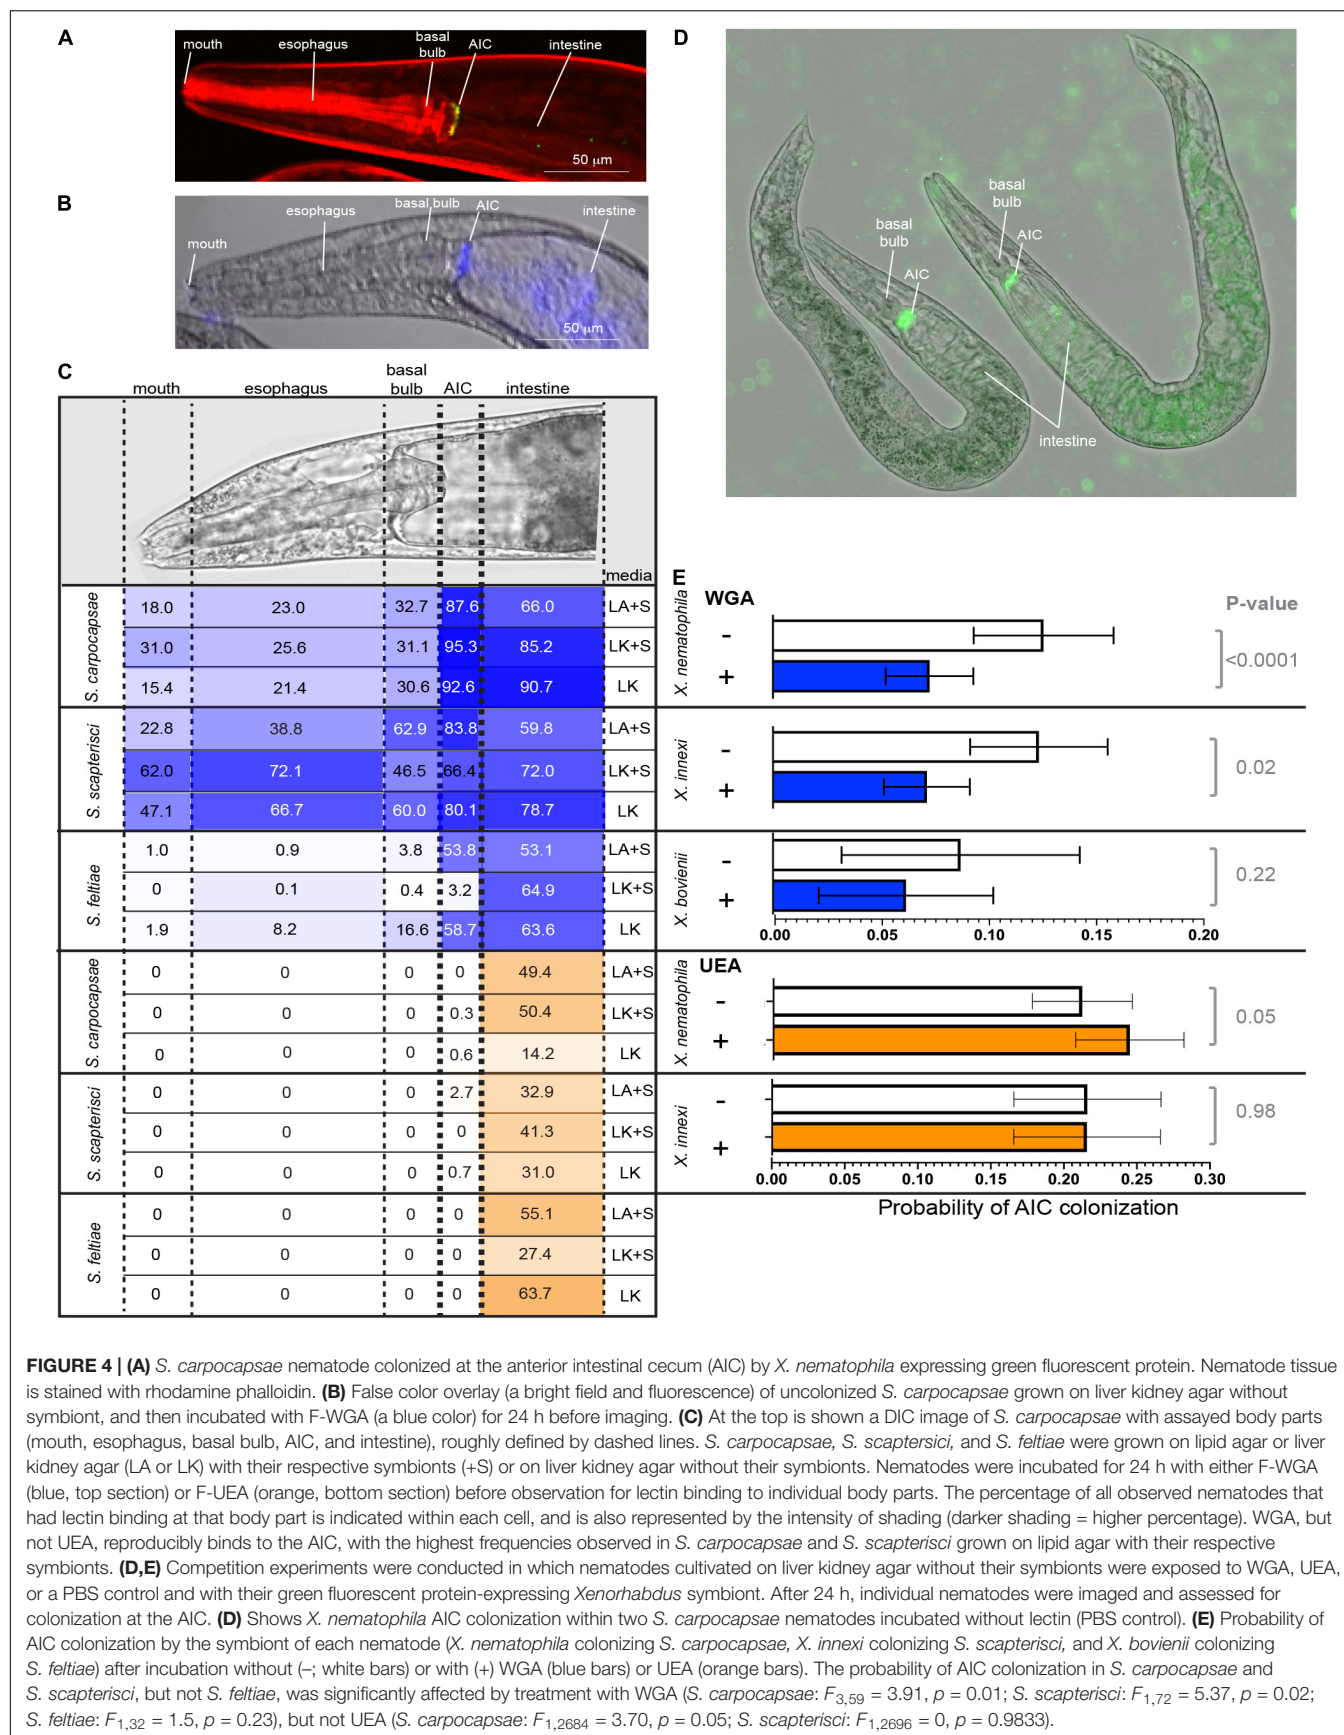 A
mouth
esophagus
basal
bulb
AIC
intestine
50 μm
B
mouth
esophagus
basal bulb
AIC
intestine
50 μm
D
basal
bulb
AIC
basal
bulb
AIC
intestine
C
mouth
esophagus
basal
bulb
AIC
intestine
media
S. carpocapsae
18.0 23.0 32.7 87.6 66.0 LA+S
31.0 25.6 31.1 95.3 85.2 LK+S
15.4 21.4 30.6 92.6 90.7 LK
S. scapterisci
22.8 38.8 62.9 83.8 59.8 LA+S
62.0 72.1 46.5 66.4 72.0 LK+S
47.1 66.7 60.0 80.1 78.7 LK
S. feltiae
1.0 0.9 3.8 53.8 53.1 LA+S
0 0.1 0.4 3.2 64.9 LK+S
1.9 8.2 16.6 58.7 63.6 LK
S. carpocapsae
0 0 0 0 49.4 LA+S
0 0 0 0.3 50.4 LK+S
0 0 0 0.6 14.2 LK
S. scapterisci
0 0 0 2.7 32.9 LA+S
0 0 0 0 41.3 LK+S
0 0 0 0.7 31.0 LK
S. feltiae
0 0 0 0 55.1 LA+S
0 0 0 0 27.4 LK+S
0 0 0 0 63.7 LK
E
WGA
P-value
X. nematophila
-
+
<0.0001
X. innexi
-
+
0.02
X. bovienii
-
+
0.22
0.00 0.05 0.10 0.15 0.20
UEA
X. nematophila
-
+
0.05
X. innexi
-
+
0.98
0.00 0.05 0.10 0.15 0.20 0.25 0.30
Probability of AIC colonization
FIGURE 4 | (A) S. carpocapsae nematode colonized at the anterior intestinal cecum (AIC) by X. nematophila expressing green fluorescent protein. Nematode tissue
is stained with rhodamine phalloidin. (B) False color overlay (a bright field and fluorescence) of uncolonized S. carpocapsae grown on liver kidney agar without
symbiont, and then incubated with F-WGA (a blue color) for 24 h before imaging. (C) At the top is shown a DIC image of S. carpocapsae with assayed body parts
(mouth, esophagus, basal bulb, AIC, and intestine), roughly defined by dashed lines. S. carpocapsae, S. scaptersici, and S. feltiae were grown on lipid agar or liver
kidney agar (LA or LK) with their respective symbionts (+S) or on liver kidney agar without their symbionts. Nematodes were incubated for 24 h with either F-WGA
(blue, top section) or F-UEA (orange, bottom section) before observation for lectin binding to individual body parts. The percentage of all observed nematodes that
had lectin binding at that body part is indicated within each cell, and is also represented by the intensity of shading (darker shading = higher percentage). WGA, but
not UEA, reproducibly binds to the AIC, with the highest frequencies observed in S. carpocapsae and S. scapterisci grown on lipid agar with their respective
symbionts. (D,E) Competition experiments were conducted in which nematodes cultivated on liver kidney agar without their symbionts were exposed to WGA, UEA,
or a PBS control and with their green fluorescent protein-expressing Xenorhabdus symbiont. After 24 h, individual nematodes were imaged and assessed for
colonization at the AIC. (D) Shows X. nematophila AIC colonization within two S. carpocapsae nematodes incubated without lectin (PBS control). (E) Probability of
AIC colonization by the symbiont of each nematode (X. nematophila colonizing S. carpocapsae, X. innexi colonizing S. scapterisci, and X. bovienii colonizing
S. feltiae) after incubation without (–; white bars) or with (+) WGA (blue bars) or UEA (orange bars). The probability of AIC colonization in S. carpocapsae and
S. scapterisci, but not S. feltiae, was significantly affected by treatment with WGA (S. carpocapsae: F3,59 = 3.91, p = 0.01; S. scapterisci: F1,72 = 5.37, p = 0.02;
S. feltiae: F1,32 = 1.5, p = 0.23), but not UEA (S. carpocapsae: F1,2684 = 3.70, p = 0.05; S. scapterisci: F1,2696 = 0, p = 0.9833).